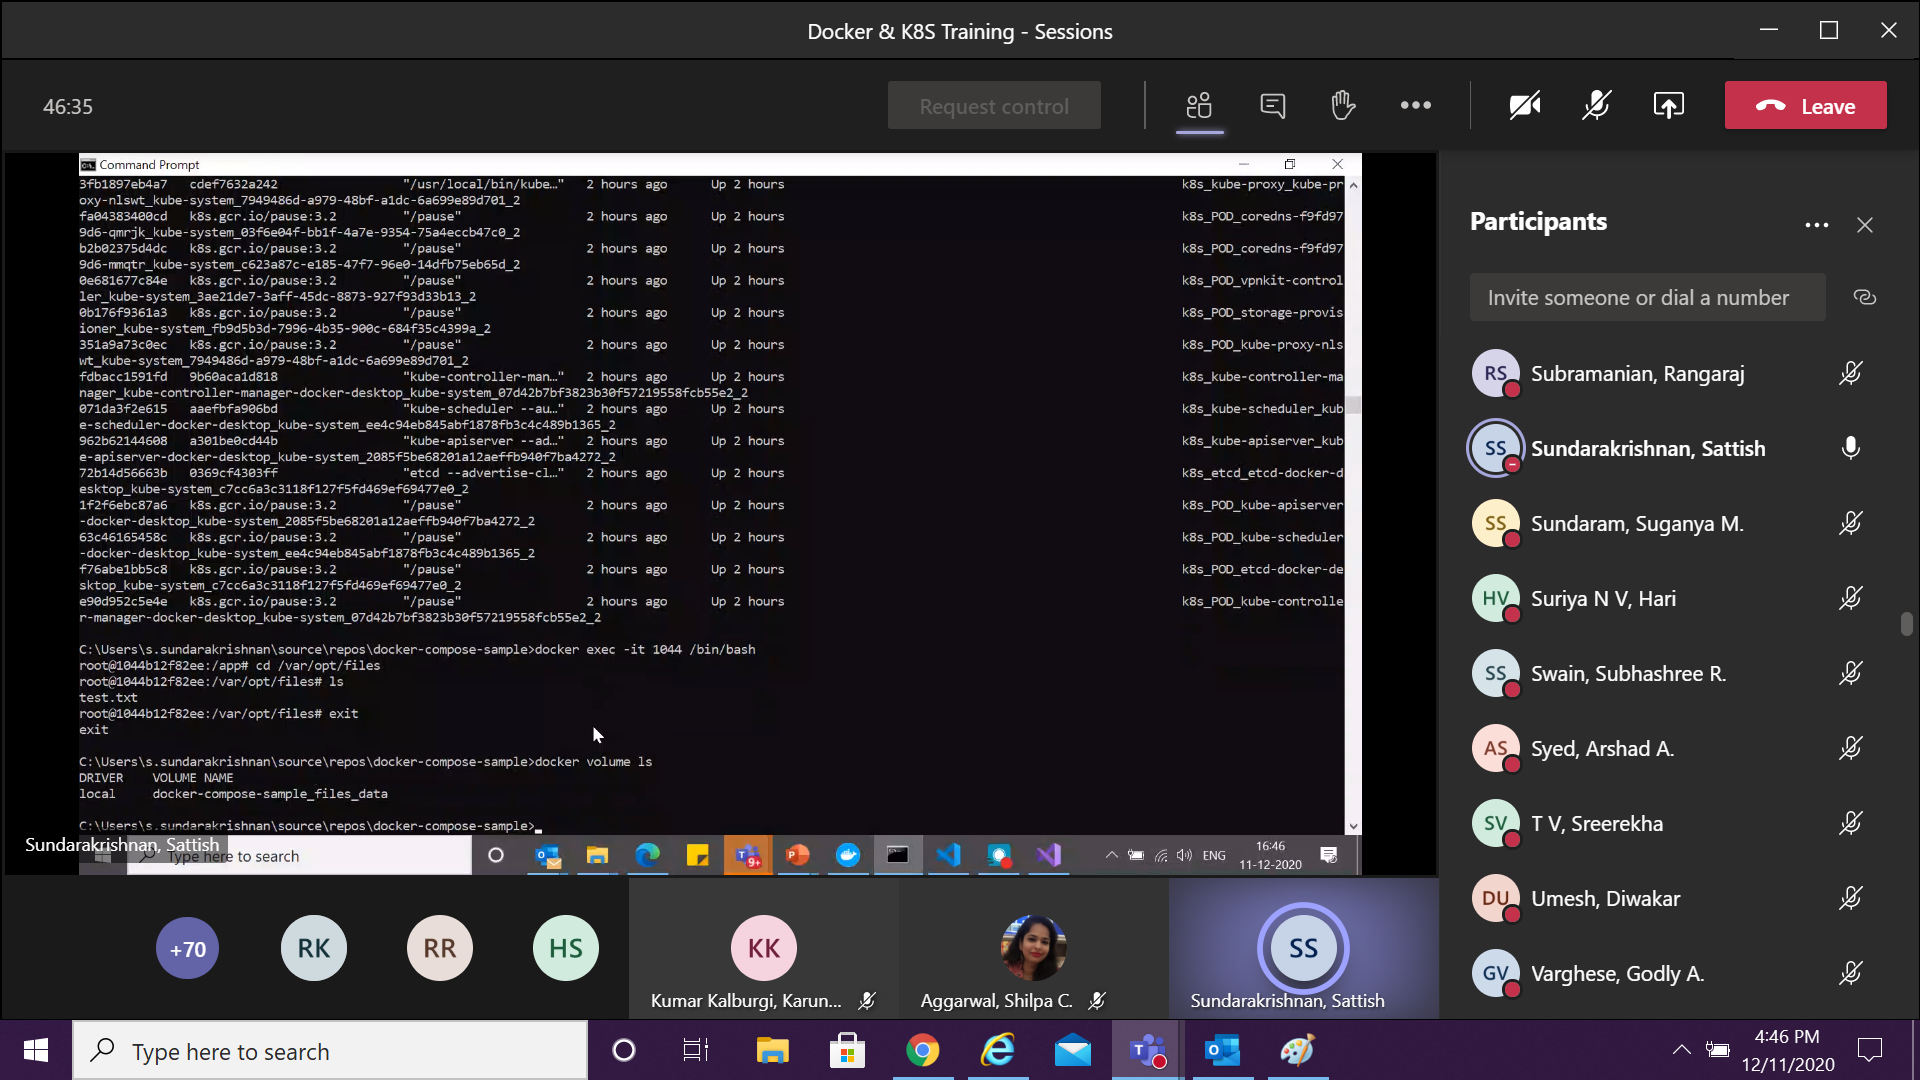 Docker & K8S Training - Sessions
46:35
Request control
Leave
Command Prompt
3fb1897eb4a7 cdef7632a242 "/usr/local/bin/kube…" 2 hours ago Up 2 hours k8s_kube-proxy_kube-pr
oxy-nlswt_kube-system_7949486d-a979-48bf-a1dc-6a699e89d701_2
fa04383400cd k8s.gcr.io/pause:3.2 "/pause" 2 hours ago Up 2 hours k8s_POD_coredns-f9fd97
9d6-qmrjk_kube-system_03f6e04f-bb1f-4a7e-9354-75a4eccb47c0_2
b2b02375d4dc k8s.gcr.io/pause:3.2 "/pause" 2 hours ago Up 2 hours k8s_POD_coredns-f9fd97
9d6-mmqtr_kube-system_c623a87c-e185-47f7-96e0-14dfb75eb65d_2
0e681677c84e k8s.gcr.io/pause:3.2 "/pause" 2 hours ago Up 2 hours k8s_POD_vpnkit-control
ler_kube-system_3ae21de7-3aff-45dc-8873-927f93d33b13_2
0b176f9361a3 k8s.gcr.io/pause:3.2 "/pause" 2 hours ago Up 2 hours k8s_POD_storage-provis
ioner_kube-system_fb9d5b3d-7996-4b35-900c-684f35c4399a_2
351a9a73c0ec k8s.gcr.io/pause:3.2 "/pause" 2 hours ago Up 2 hours k8s_POD_kube-proxy-nls
wt_kube-system_7949486d-a979-48bf-a1dc-6a699e89d701_2
fdbacc1591fd 9b60aca1d818 "kube-controller-man…" 2 hours ago Up 2 hours k8s_kube-controller-ma
nager_kube-controller-manager-docker-desktop_kube-system_07d42b7bf3823b30f57219558fcb55e2_2
071da3f2e615 aaefbfa906bd "kube-scheduler --au…" 2 hours ago Up 2 hours k8s_kube-scheduler_kub
e-scheduler-docker-desktop_kube-system_ee4c94eb845abf1878fb3c4c489b1365_2
962b62144608 a301be0cd44b "kube-apiserver --ad…" 2 hours ago Up 2 hours k8s_kube-apiserver_kub
e-apiserver-docker-desktop_kube-system_2085f5be68201a12aeffb940f7ba4272_2
72b14d56663b 0369cf4303ff "etcd --advertise-cl…" 2 hours ago Up 2 hours k8s_etcd_etcd-docker-d
esktop_kube-system_c7cc6a3c3118f127f5fd469ef69477e0_2
1f2f6ebc87a6 k8s.gcr.io/pause:3.2 "/pause" 2 hours ago Up 2 hours k8s_POD_kube-apiserver
-docker-desktop_kube-system_2085f5be68201a12aeffb940f7ba4272_2
63c46165458c k8s.gcr.io/pause:3.2 "/pause" 2 hours ago Up 2 hours k8s_POD_kube-scheduler
-docker-desktop_kube-system_ee4c94eb845abf1878fb3c4c489b1365_2
f76abe1bb5c8 k8s.gcr.io/pause:3.2 "/pause" 2 hours ago Up 2 hours k8s_POD_etcd-docker-de
sktop_kube-system_c7cc6a3c3118f127f5fd469ef69477e0_2
e90d952c5e4e k8s.gcr.io/pause:3.2 "/pause" 2 hours ago Up 2 hours k8s_POD_kube-controlle
r-manager-docker-desktop_kube-system_07d42b7bf3823b30f57219558fcb55e2_2
C:\Users\s.sundarakrishnan\source\repos\docker-compose-sample>docker exec -it 1044 /bin/bash
root@1044b12f82ee:/app# cd /var/opt/files
root@1044b12f82ee:/var/opt/files# ls
test.txt
root@1044b12f82ee:/var/opt/files# exit
exit
C:\Users\s.sundarakrishnan\source\repos\docker-compose-sample>docker volume ls
DRIVER VOLUME NAME
local docker-compose-sample_files_data
C:\Users\s.sundarakrishnan\source\repos\docker-compose-sample>
Sundarakrishnan, Sattish
Type here to search
9+
ENG
16:46
11-12-2020
Participants
Invite someone or dial a number
RS Subramanian, Rangaraj
SS Sundarakrishnan, Sattish
SS Sundaram, Suganya M.
HV Suriya N V, Hari
SS Swain, Subhashree R.
AS Syed, Arshad A.
SV T V, Sreerekha
DU Umesh, Diwakar
GV Varghese, Godly A.
+70
RK
RR
HS
KK
Kumar Kalburgi, Karun...
Aggarwal, Shilpa C.
SS
Sundarakrishnan, Sattish
Type here to search
4:46 PM
12/11/2020